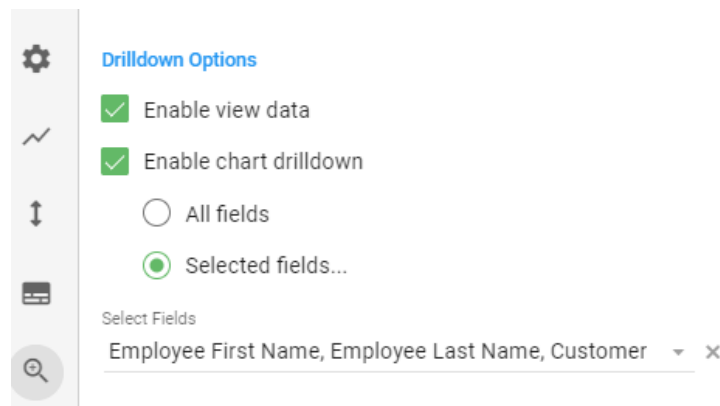 Drilldown Options
Enable view data
Enable chart drilldown
All fields
Selected fields...
Select Fields
Employee First Name, Employee Last Name, Customer